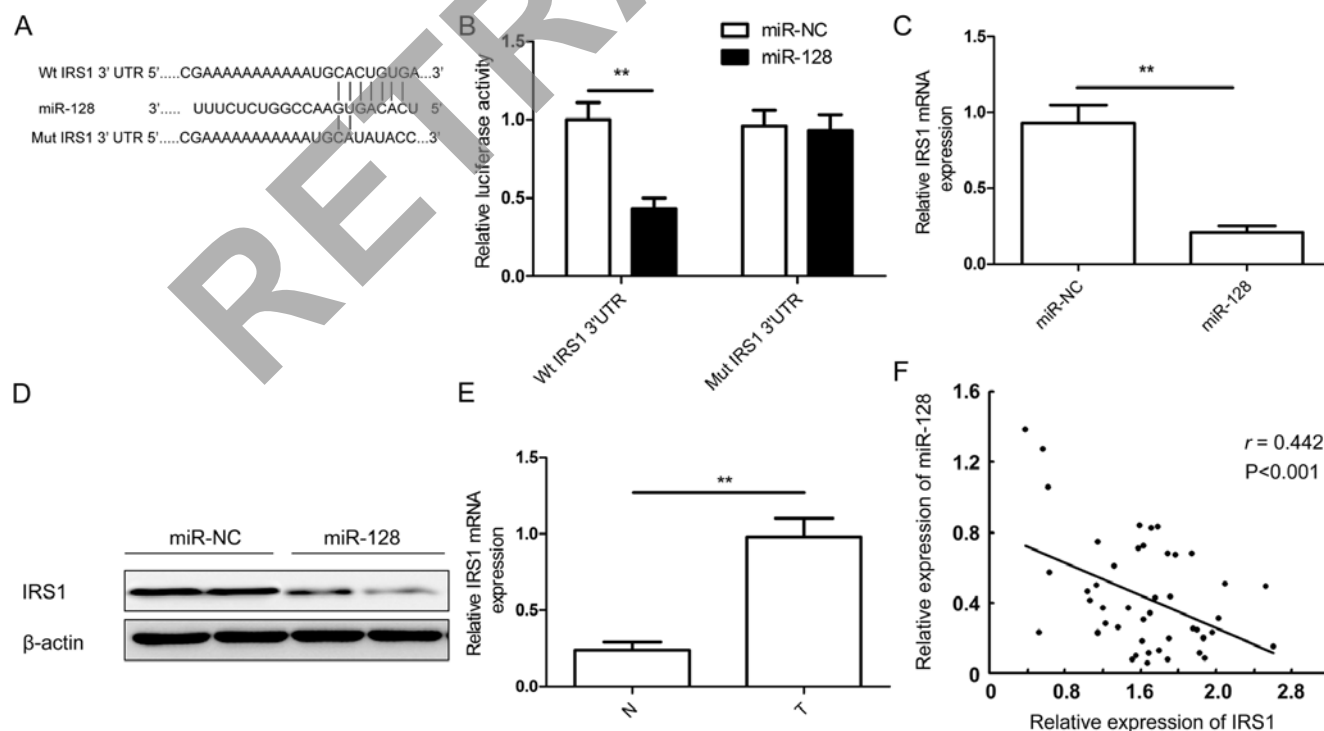 A
Wt IRS1 3' UTR 5'.....CGAAAAAAAAAAAUGCACUGUGA...3'
miR-128 3'..... UUUCUCUGGCCAAGUGACACU 5'
Mut IRS1 3' UTR 5'.....CGAAAAAAAAAAAUGCAUAUACC...3'
B
miR-NC
miR-128
Relative luciferase activity
1.5
1.0
0.5
0.0
**
Wt IRS1 3'UTR
Mut IRS1 3'UTR
C
Relative IRS1 mRNA
expression
1.5
1.0
0.5
0.0
**
miR-NC
miR-128
D
miR-NC miR-128
IRS1
β-actin
E
Relative IRS1 mRNA
expression
1.5
1.0
0.5
0.0
**
N
T
F
Relative expression of miR-128
1.6
1.2
0.8
0.4
0
r = 0.442
P<0.001
0 0.8 1.6 2.0 2.8
Relative expression of IRS1